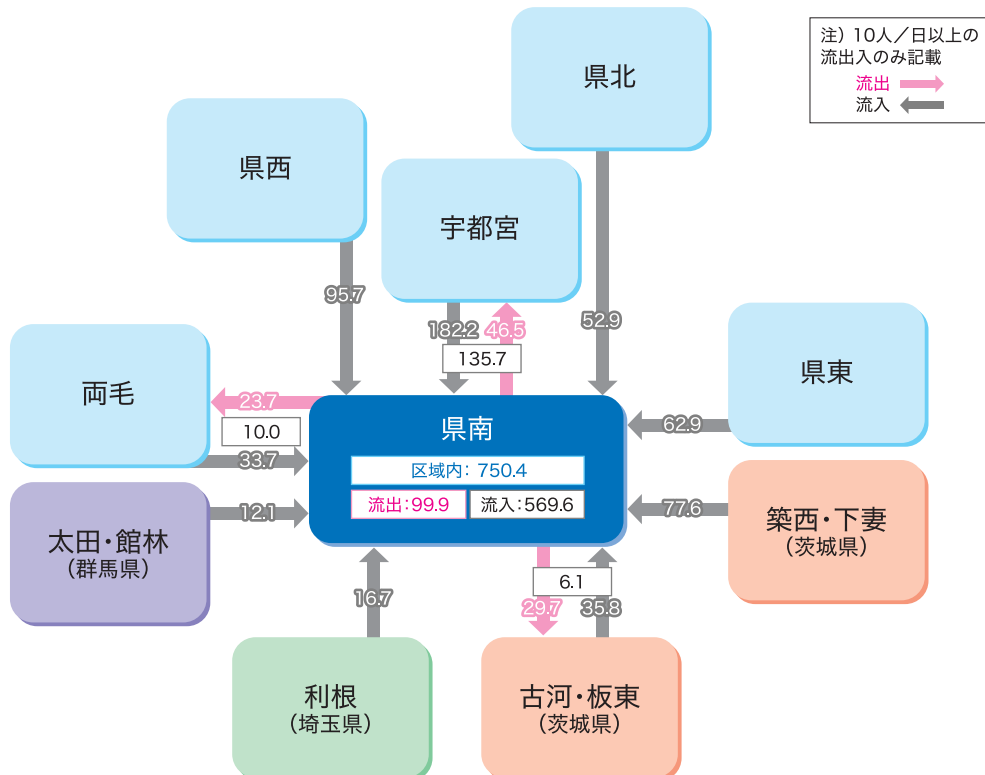 注）10人／日以上の
流出入のみ記載
流出
流入
県北
県西
宇都宮
95.7
182.2
46.5
52.9
135.7
県東
両毛
23.7
10.0
33.7
県南
区域内：750.4
流出：99.9
流入：569.6
62.9
77.6
築西・下妻
（茨城県）
太田・館林
（群馬県）
12.1
16.7
6.1
29.7
35.8
利根
（埼玉県）
古河・板東
（茨城県）